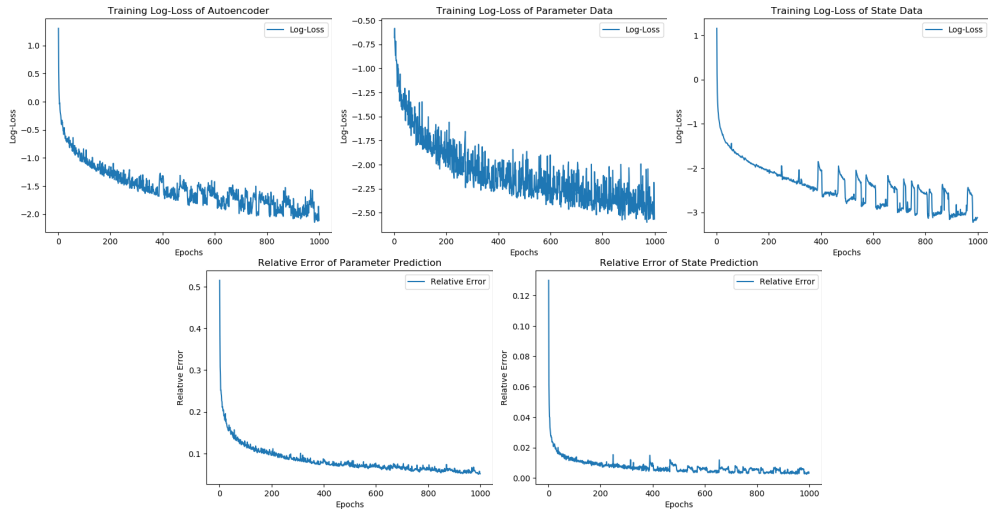 Training Log-Loss of Autoencoder
Log-Loss
1.0
0.5
0.0
−0.5
−1.0
−1.5
−2.0
Log-Loss
0 200 400 600 800 1000
Epochs
Training Log-Loss of Parameter Data
Log-Loss
−0.50
−0.75
−1.00
−1.25
−1.50
−1.75
−2.00
−2.25
−2.50
Log-Loss
0 200 400 600 800 1000
Epochs
Training Log-Loss of State Data
Log-Loss
1
0
−1
−2
−3
Log-Loss
0 200 400 600 800 1000
Epochs
Relative Error of Parameter Prediction
Relative Error
0.5
0.4
0.3
0.2
0.1
Relative Error
0 200 400 600 800 1000
Epochs
Relative Error of State Prediction
Relative Error
0.12
0.10
0.08
0.06
0.04
0.02
0.00
Relative Error
0 200 400 600 800 1000
Epochs